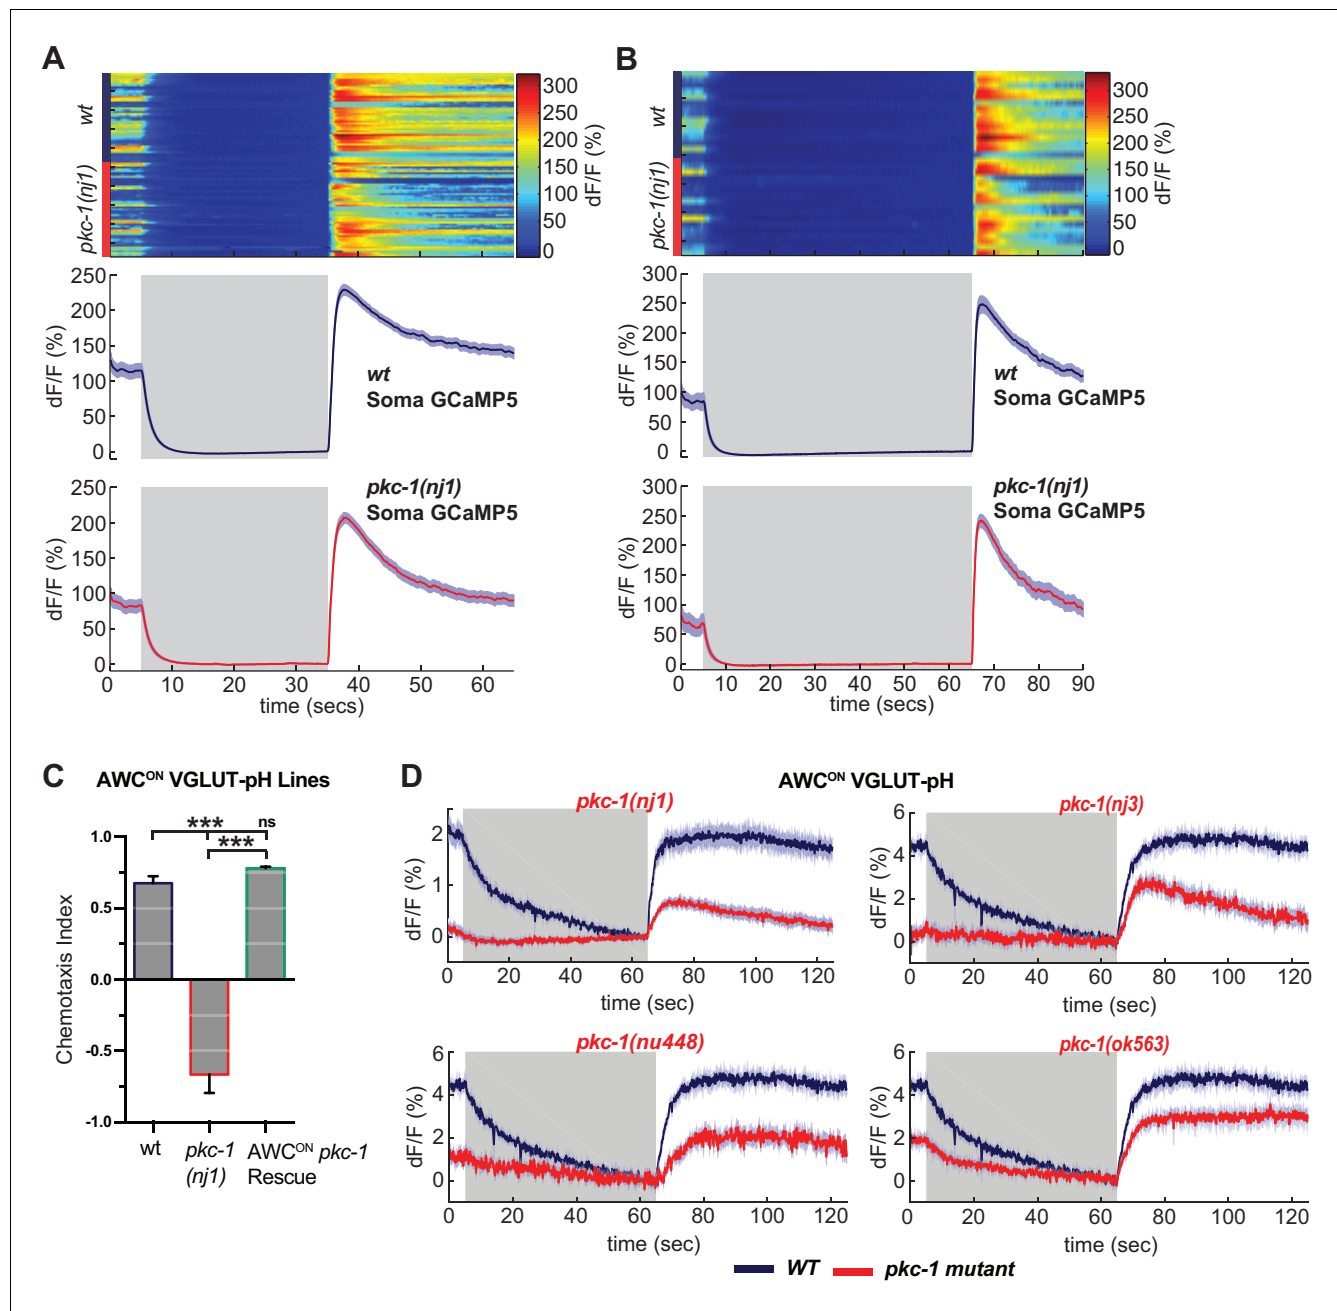 A
wt
pkc-1(nj1)
300
250
200
150
100
50
0
dF/F (%)
250
200
150
100
50
0
dF/F (%)
wt
Soma GCaMP5
250
200
150
100
50
0
dF/F (%)
pkc-1(nj1)
Soma GCaMP5
0 10 20 30 40 50 60
time (secs)
B
wt
pkc-1(nj1)
300
250
200
150
100
50
0
dF/F (%)
300
250
200
150
100
50
0
dF/F (%)
wt
Soma GCaMP5
300
250
200
150
100
50
0
dF/F (%)
pkc-1(nj1)
Soma GCaMP5
0 10 20 30 40 50 60 70 80 90
time (secs)
C
AWC^ON VGLUT-pH Lines
*** ns
***
1.0
0.5
0.0
-0.5
-1.0
Chemotaxis Index
wt pkc-1 AWC^ON pkc-1
(nj1) Rescue
D
AWC^ON VGLUT-pH
pkc-1(nj1)
2
1
0
dF/F (%)
0 20 40 60 80 100 120
time (sec)
pkc-1(nj3)
6
4
2
0
dF/F (%)
0 20 40 60 80 100 120
time (sec)
pkc-1(nu448)
6
4
2
0
dF/F (%)
0 20 40 60 80 100 120
time (sec)
pkc-1(ok563)
6
4
2
0
dF/F (%)
0 20 40 60 80 100 120
time (sec)
WT pkc-1 mutant